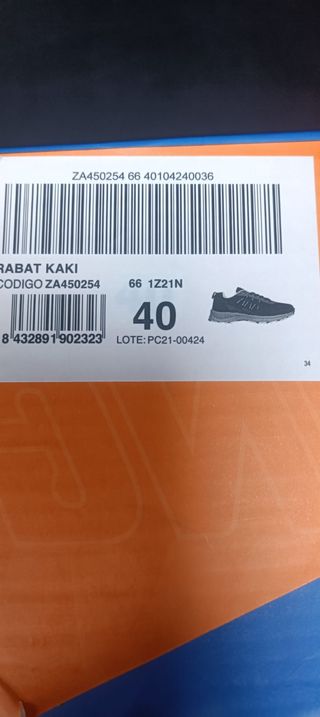 ZA450254 66 40104240036
RABAT KAKI
CODIGO ZA450254 66 1Z21N
40
8 432891 902323
LOTE: PC21-00424
34